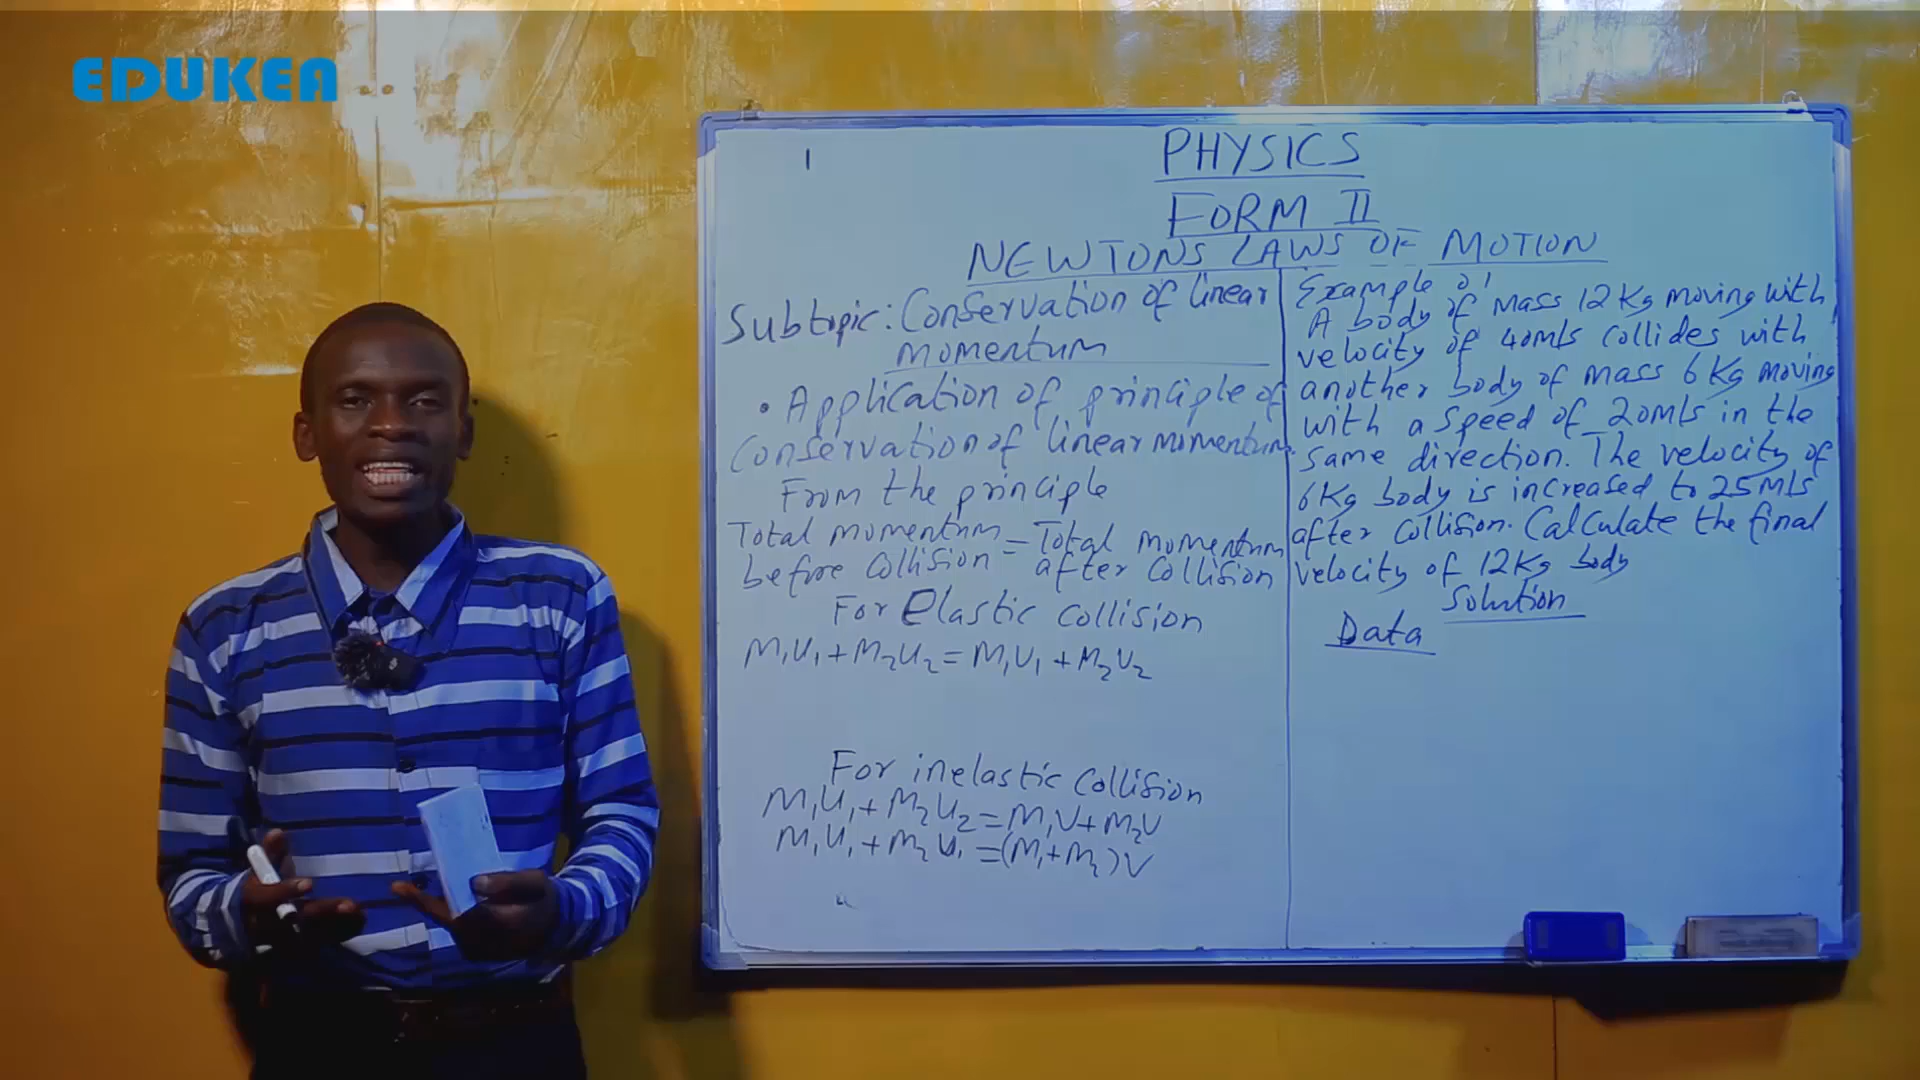 EDUKEA
1
PHYSICS
FORM II
NEWTONS LAWS OF MOTION
Subtopic: Conservation of linear
momentum
• Application of principle of
Conservation of linear momentum.
From the principle
Total momentum = Total momentum
before Collision after Collision
For Elastic Collision
M₁U₁ + M₂U₂ = M₁V₁ + M₂V₂
For inelastic Collision
M₁U₁ + M₂U₂ = M₁V + M₂V
M₁U₁ + M₂U₁ = (M₁ + M₂)V
Example 01
A body of mass 12Kg moving with
velocity of 40m/s collides with
another body of mass 6Kg moving
with a speed of 20m/s in the
same direction. The velocity of
6Kg body is increased to 25m/s
after Collision. Calculate the final
velocity of 12Kg body
Solution
Data